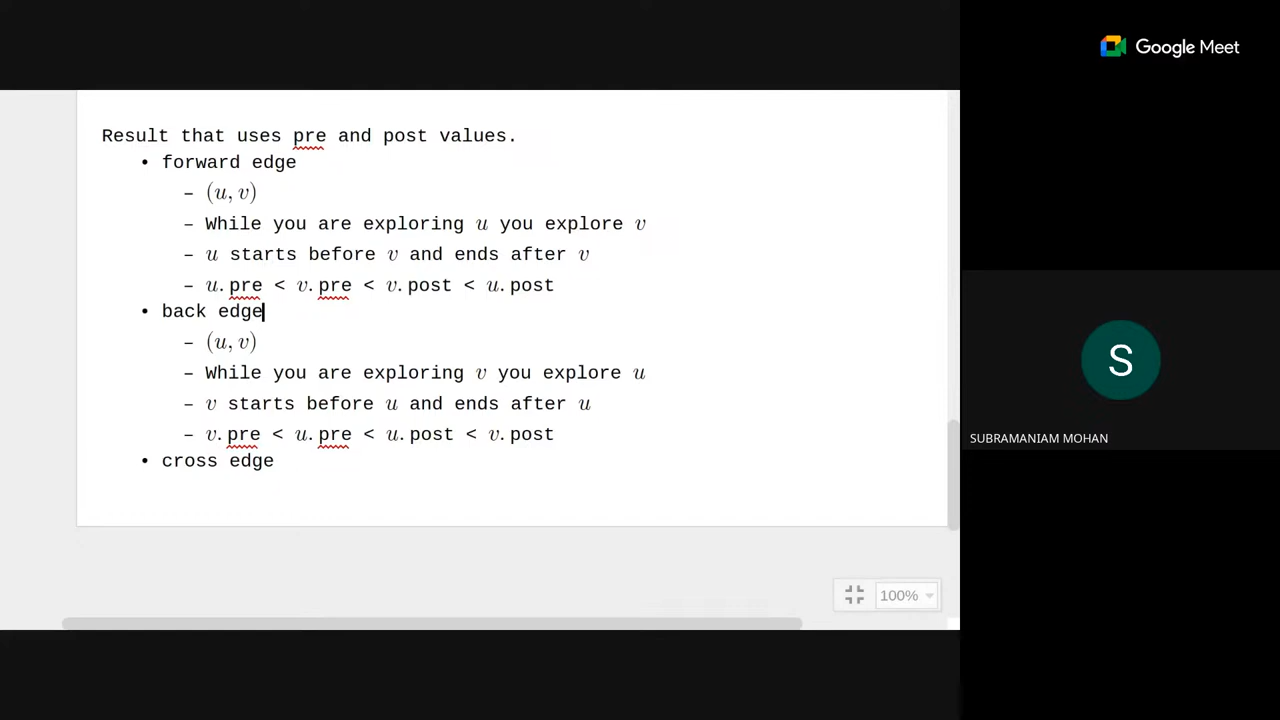 Google Meet
Result that uses pre and post values.
• forward edge
– (u, v)
– While you are exploring u you explore v
– u starts before v and ends after v
– u.pre < v.pre < v.post < u.post
• back edge
– (u, v)
– While you are exploring v you explore u
– v starts before u and ends after u
– v.pre < u.pre < u.post < v.post
• cross edge
S
SUBRAMANIAM MOHAN
100%